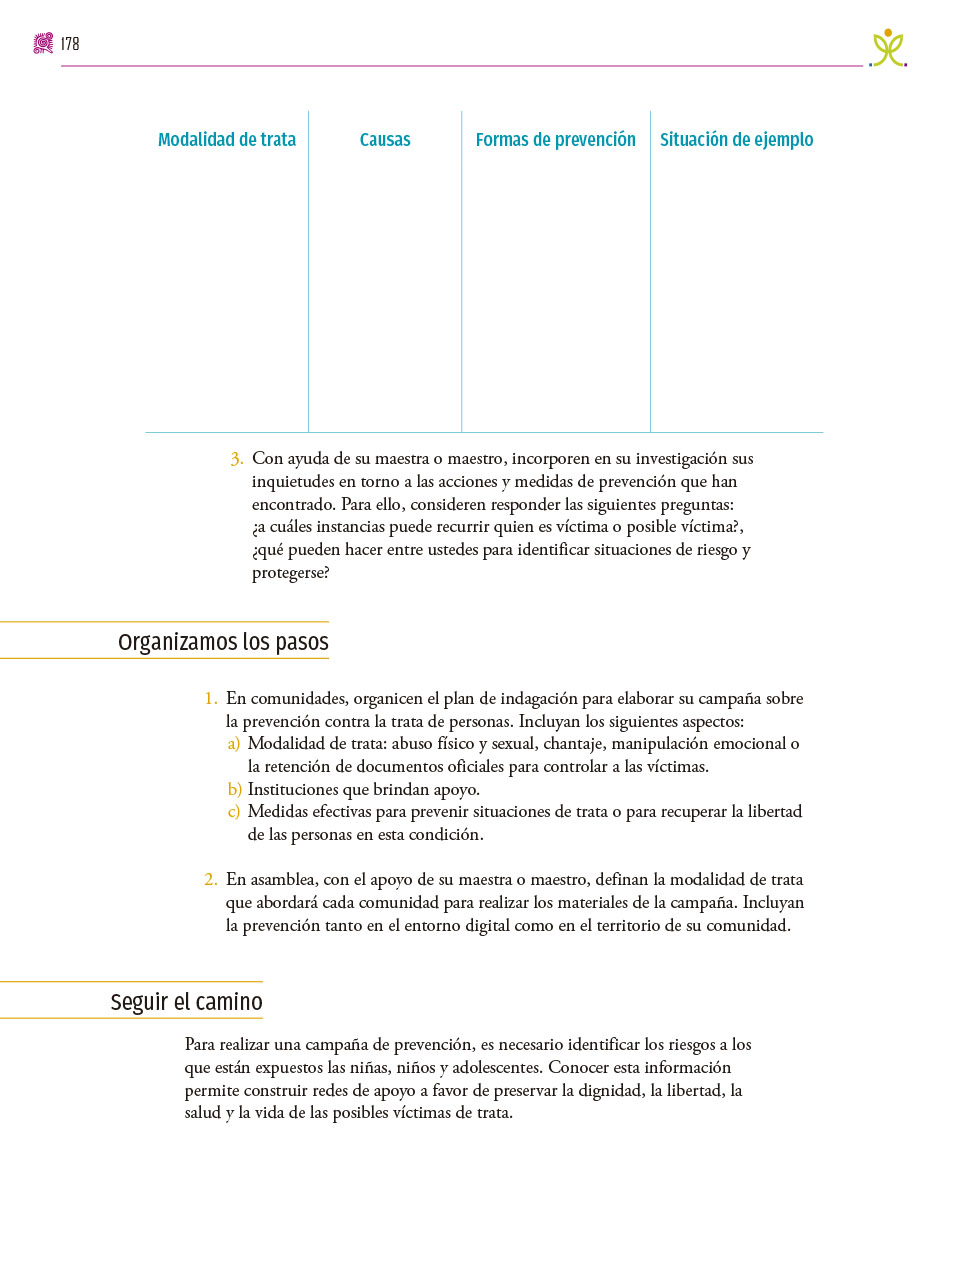 178
Modalidad de trata Causas Formas de prevención Situación de ejemplo
3. Con ayuda de su maestra o maestro, incorporen en su investigación sus
inquietudes en torno a las acciones y medidas de prevención que han
encontrado. Para ello, consideren responder las siguientes preguntas:
¿a cuáles instancias puede recurrir quien es víctima o posible víctima?,
¿qué pueden hacer entre ustedes para identificar situaciones de riesgo y
protegerse?
Organizamos los pasos
1. En comunidades, organicen el plan de indagación para elaborar su campaña sobre
la prevención contra la trata de personas. Incluyan los siguientes aspectos:
a) Modalidad de trata: abuso físico y sexual, chantaje, manipulación emocional o
la retención de documentos oficiales para controlar a las víctimas.
b) Instituciones que brindan apoyo.
c) Medidas efectivas para prevenir situaciones de trata o para recuperar la libertad
de las personas en esta condición.
2. En asamblea, con el apoyo de su maestra o maestro, definan la modalidad de trata
que abordará cada comunidad para realizar los materiales de la campaña. Incluyan
la prevención tanto en el entorno digital como en el territorio de su comunidad.
Seguir el camino
Para realizar una campaña de prevención, es necesario identificar los riesgos a los
que están expuestos las niñas, niños y adolescentes. Conocer esta información
permite construir redes de apoyo a favor de preservar la dignidad, la libertad, la
salud y la vida de las posibles víctimas de trata.